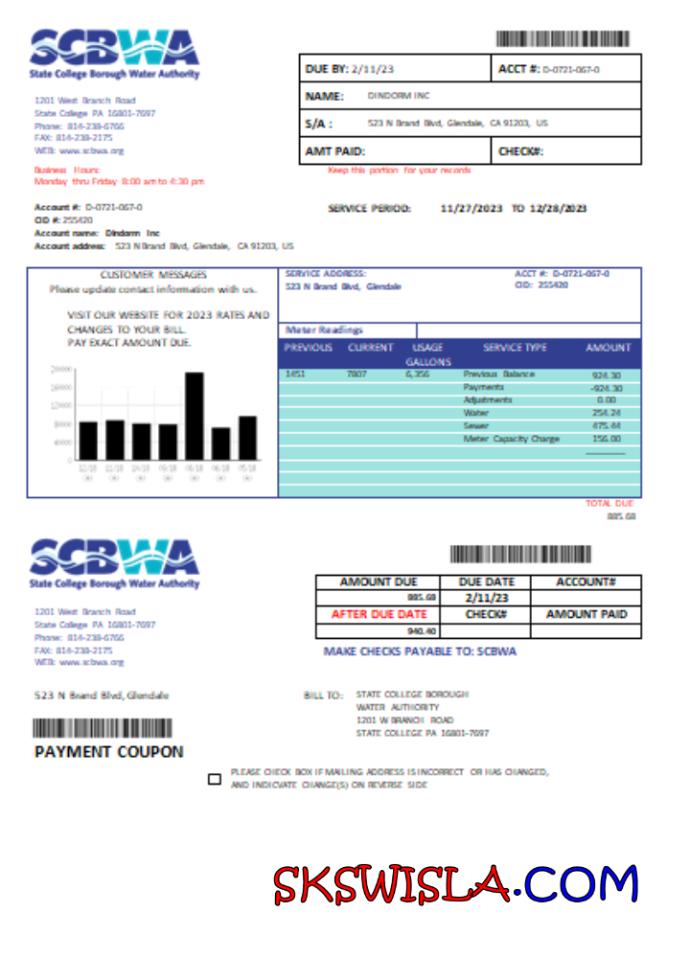 SCBWA
State College Borough Water Authority
DUE BY: 2/11/23 ACCT #: D-0721-067-0
NAME: DINDORM INC
S/A : 523 N Brand Blvd, Glendale, CA 91203, US
AMT PAID: CHECK#:
1201 West Branch Road
State College PA 16801-7697
Phone: 814-238-6766
FAX: 814-238-2175
WEB: www.scbwa.org
Keep this portion for your records
Business Hours:
Monday thru Friday 8:00 am to 4:30 pm
Account #: D-0721-067-0
CID #: 255420
Account name: Dindorm Inc
Account address: 523 N Brand Blvd, Glendale, CA 91203, US
SERVICE PERIOD: 11/27/2023 TO 12/28/2023
CUSTOMER MESSAGES
Please update contact information with us.
VISIT OUR WEBSITE FOR 2023 RATES AND
CHANGES TO YOUR BILL.
PAY EXACT AMOUNT DUE.
200000
160000
120000
80000
40000
0
12/18 11/18 09/18 08/18 06/18 05/18
SERVICE ADDRESS: ACCT #: D-0721-067-0
523 N Brand Blvd, Glendale CID: 255420
Meter Readings
PREVIOUS CURRENT USAGE GALLONS SERVICE TYPE AMOUNT
1451 7807 6,356 Previous Balance 924.30
Payments -924.30
Adjustments 0.00
Water 254.24
Sewer 475.44
Meter Capacity Charge 156.00
TOTAL DUE
885.68
SCBWA
State College Borough Water Authority
1201 West Branch Road
State College PA 16801-7697
Phone: 814-238-6766
FAX: 814-238-2175
WEB: www.scbwa.org
AMOUNT DUE DUE DATE ACCOUNT#
885.68 2/11/23
AFTER DUE DATE CHECK# AMOUNT PAID
940.40
MAKE CHECKS PAYABLE TO: SCBWA
523 N Brand Blvd, Glendale
BILL TO: STATE COLLEGE BOROUGH
WATER AUTHORITY
1201 W BRANCH ROAD
STATE COLLEGE PA 16801-7697
PAYMENT COUPON
PLEASE CHECK BOX IF MAILING ADDRESS IS INCORRECT OR HAS CHANGED,
AND INDICVATE CHANGE(S) ON REVERSE SIDE
SKSWISLA.COM